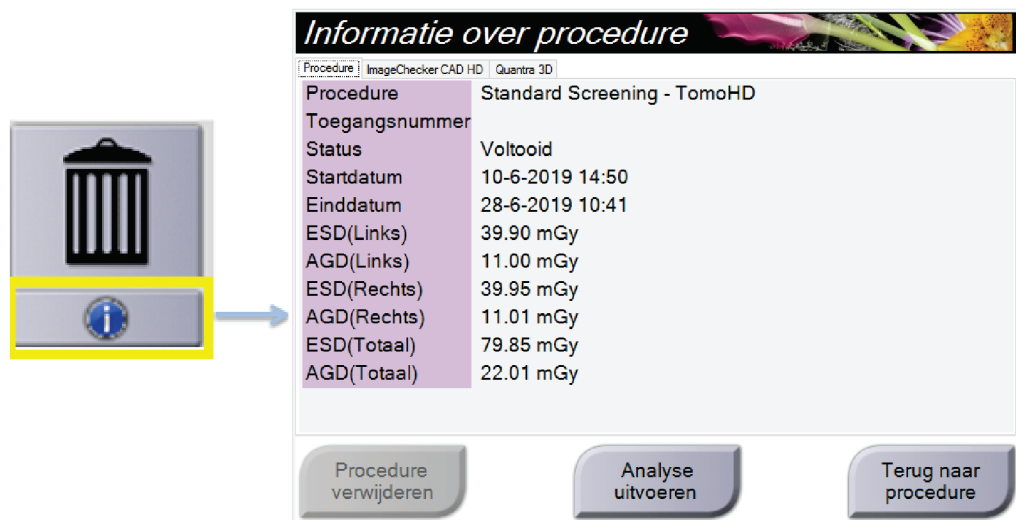 Informatie over procedure
Procedure ImageChecker CAD HD Quantra 3D
Procedure Standard Screening - TomoHD
Toegangsnummer
Status Voltooid
Startdatum 10-6-2019 14:50
Einddatum 28-6-2019 10:41
ESD(Links) 39.90 mGy
AGD(Links) 11.00 mGy
ESD(Rechts) 39.95 mGy
AGD(Rechts) 11.01 mGy
ESD(Totaal) 79.85 mGy
AGD(Totaal) 22.01 mGy
Procedure
verwijderen
Analyse
uitvoeren
Terug naar
procedure